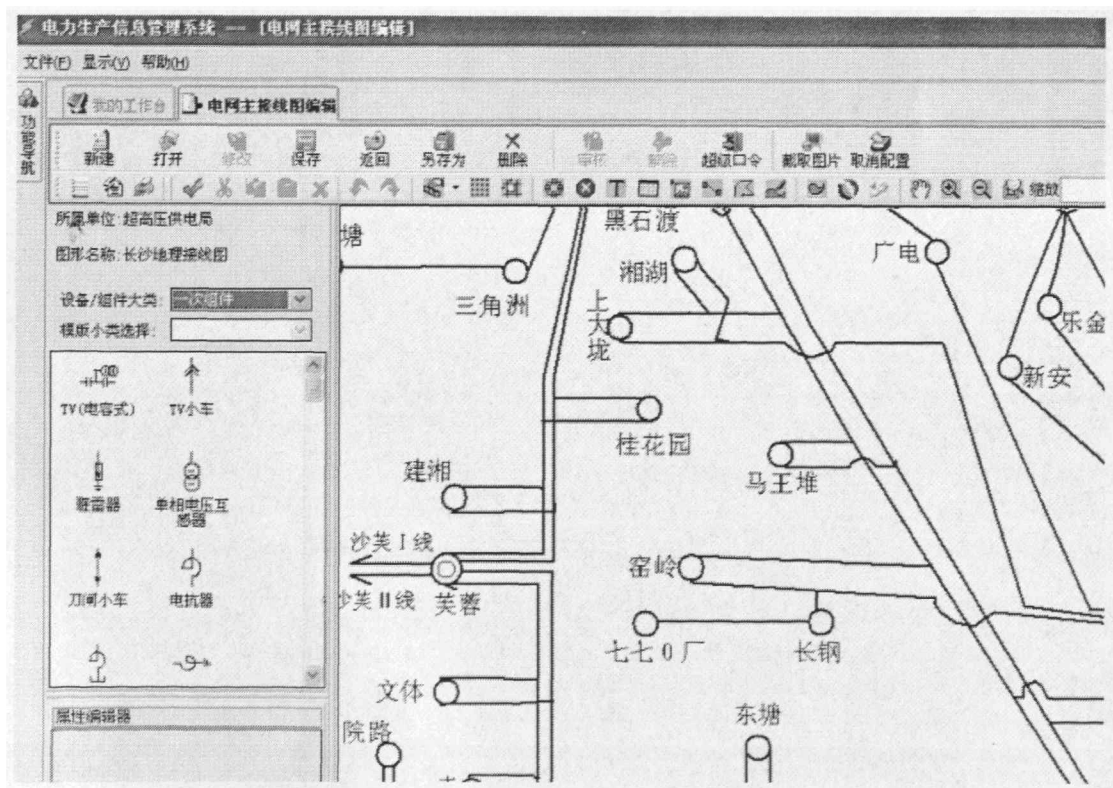 电力生产信息管理系统 —— [电网主接线图编辑]
文件(F) 显示(V) 帮助(H)
功能导航
我的工作台 电网主接线图编辑
新建 打开 修改 保存 返回 另存为 删除 审核 解除 超级口令 截取图片 取消配置
缩放
所属单位:超高压供电局
图形名称:长沙地理接线图
设备/组件大类: 一次组件
模版小类选择:
TV(电容式) TV小车
避雷器 单相电压互感器
刀闸小车 电抗器
属性编辑器
塘
黑石渡
广电
湘湖
三角洲
上大垅
乐金
新安
桂花园
马王堆
建湘
沙芙Ⅰ线
窑岭
沙芙Ⅱ线 芙蓉
七七0厂 长钢
文体
东塘
院路